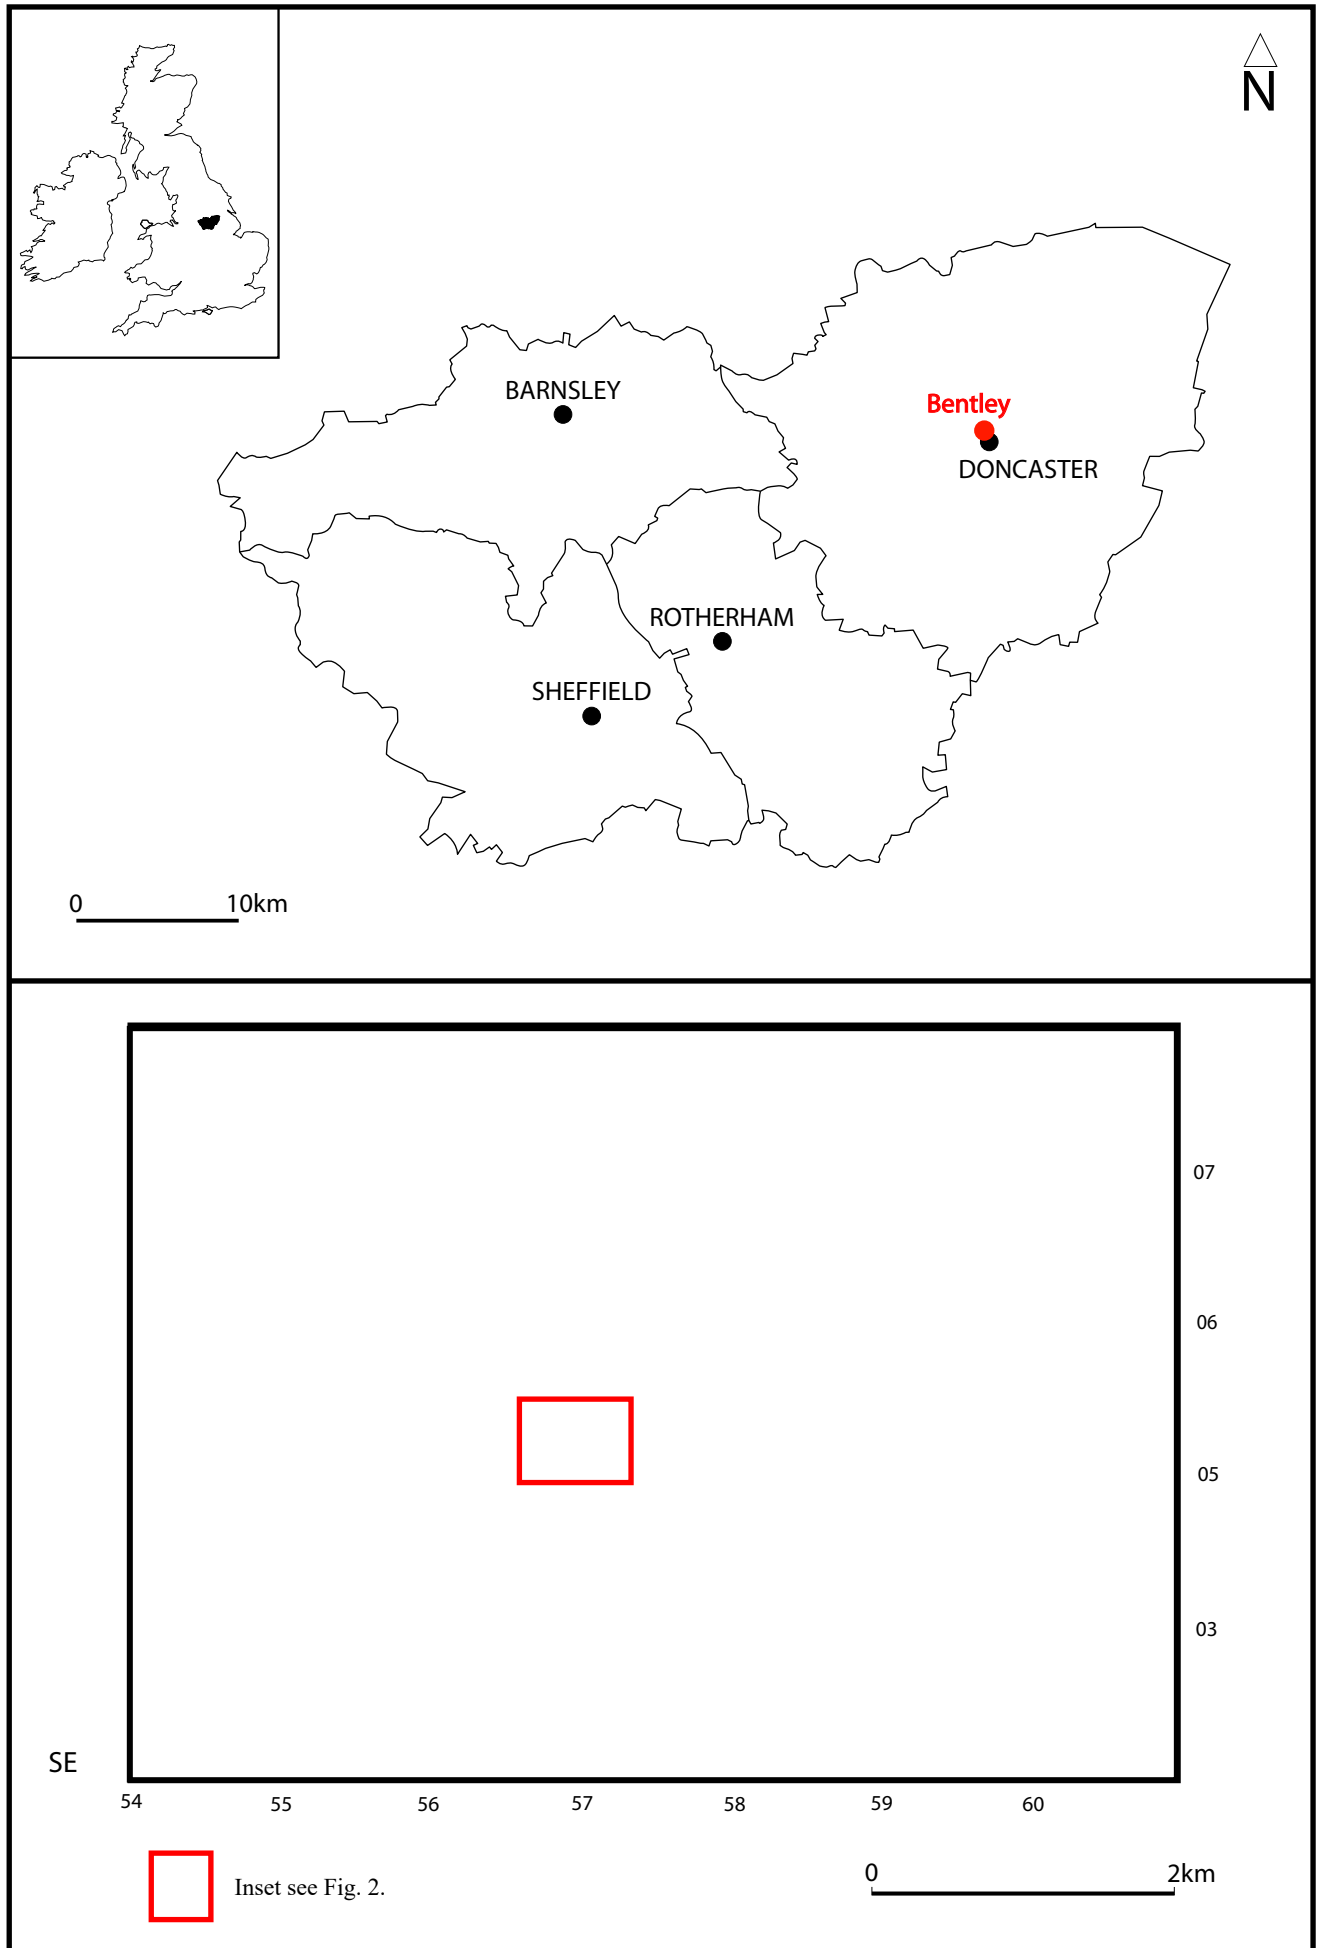 N
BARNSLEY
Bentley
DONCASTER
ROTHERHAM
SHEFFIELD
0 10km
07
06
05
03
SE
54 55 56 57 58 59 60
0 2km
Inset see Fig. 2.